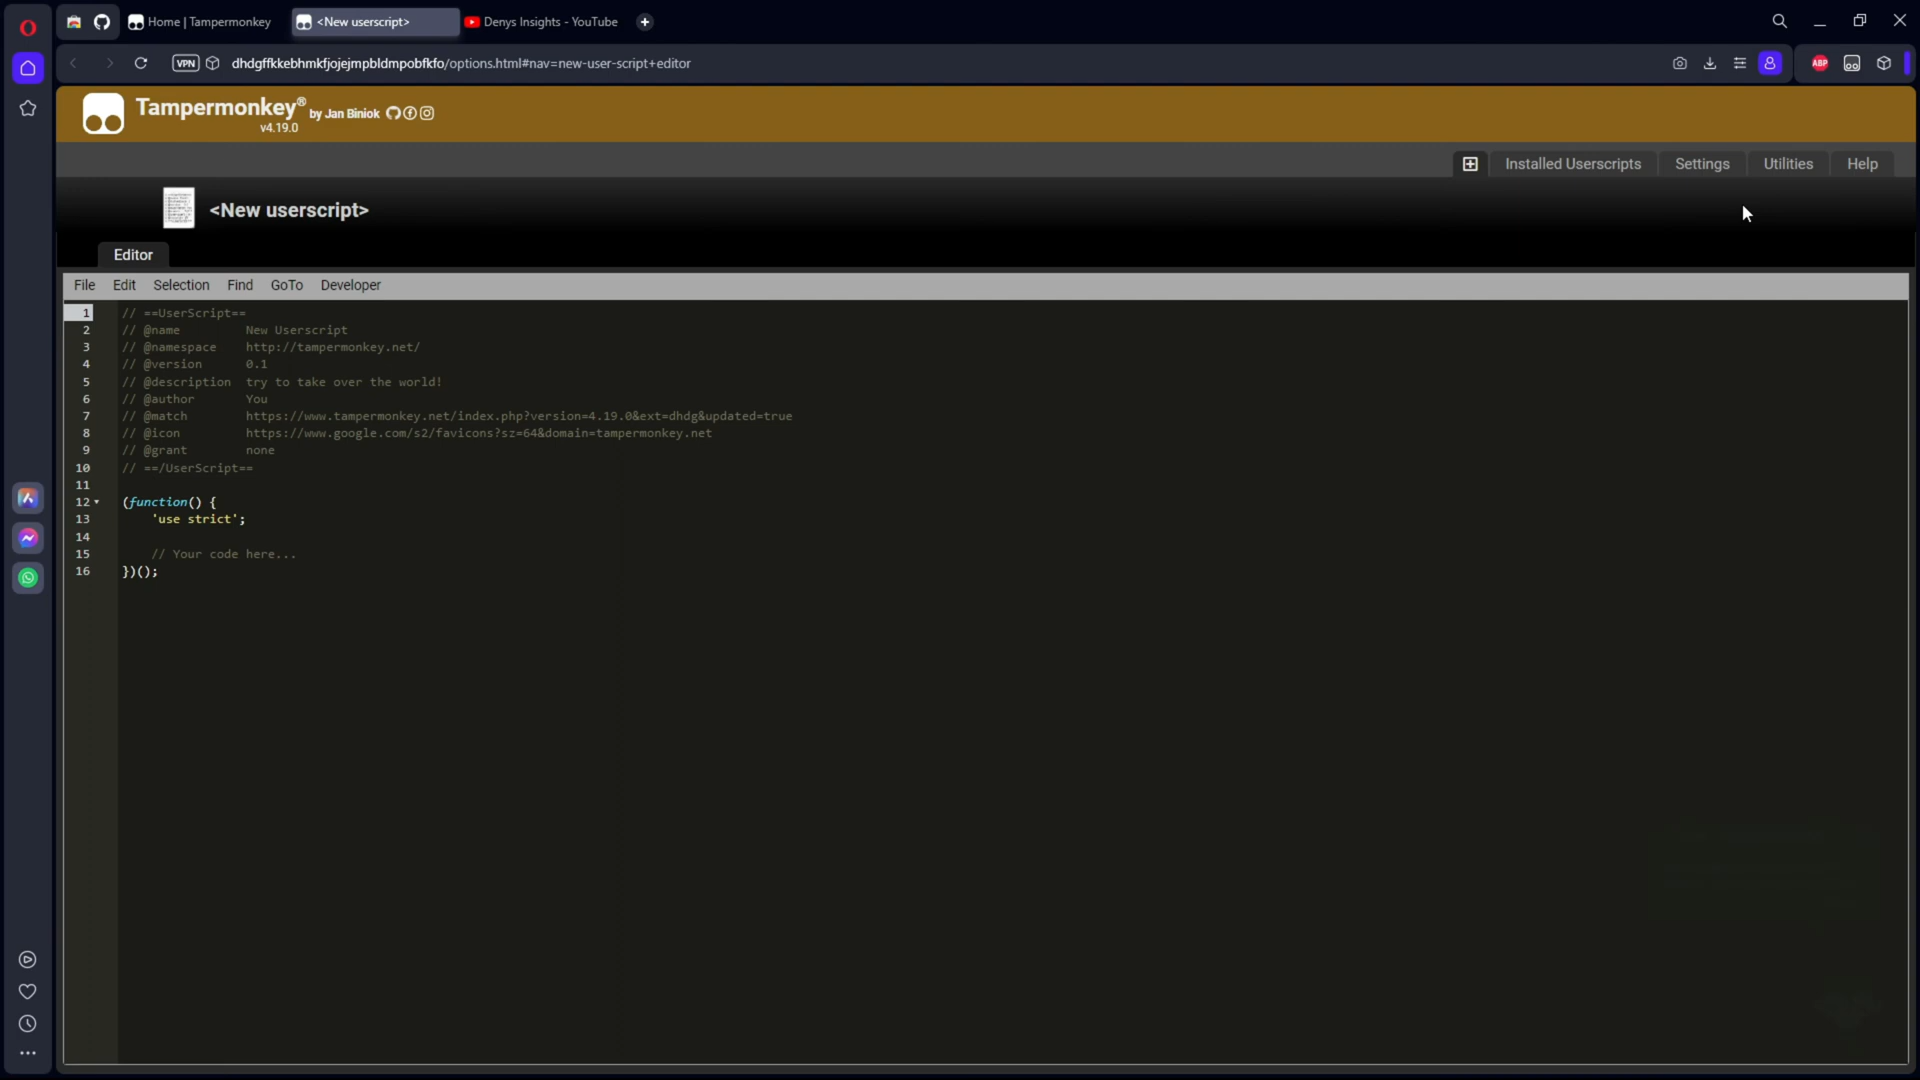 Home | Tampermonkey
<New userscript>
Denys Insights - YouTube
VPN
dhdgffkkebhmkfjojejmpbldmpobfkfo/options.html#nav=new-user-script+editor
ABP
Tampermonkey® by Jan Biniok
v4.19.0
Installed Userscripts
Settings
Utilities
Help
<New userscript>
Editor
File Edit Selection Find GoTo Developer
1 // ==UserScript==
2 // @name New Userscript
3 // @namespace http://tampermonkey.net/
4 // @version 0.1
5 // @description try to take over the world!
6 // @author You
7 // @match https://www.tampermonkey.net/index.php?version=4.19.0&ext=dhdg&updated=true
8 // @icon https://www.google.com/s2/favicons?sz=64&domain=tampermonkey.net
9 // @grant none
10 // ==/UserScript==
11
12 (function() {
13 'use strict';
14
15 // Your code here...
16 })();